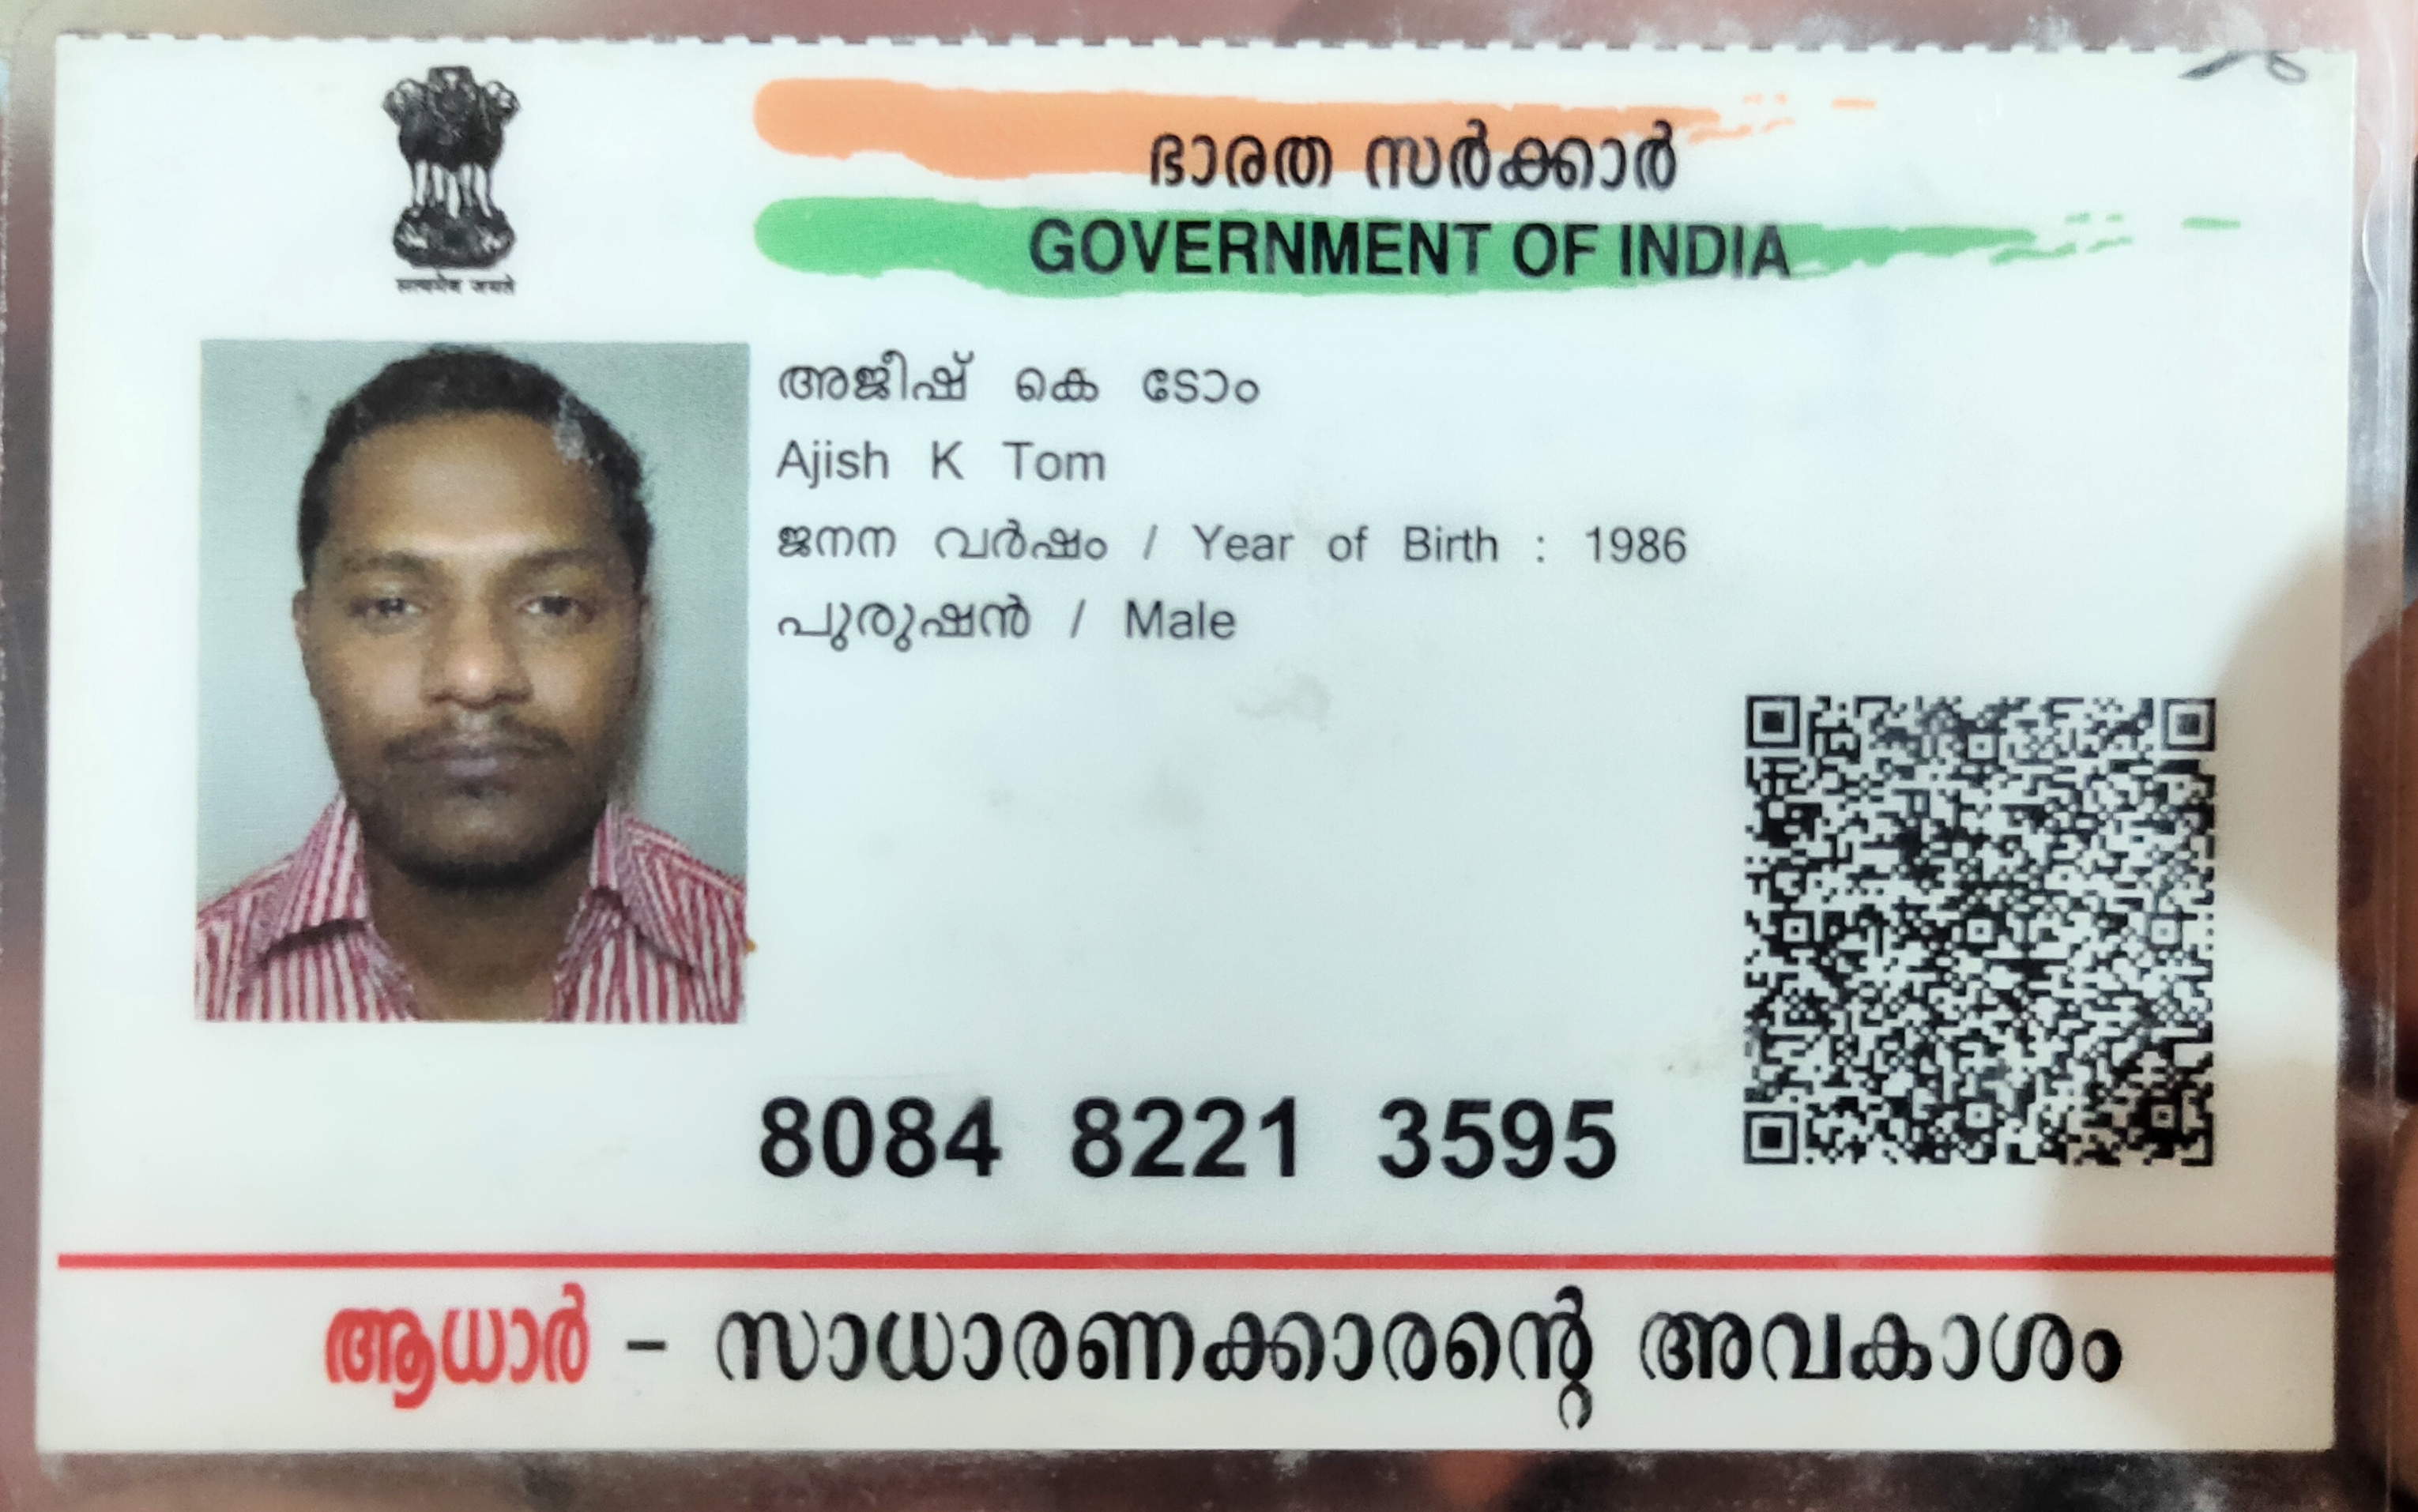 सत्यमेव जयते
ഭാരത സർക്കാർ
GOVERNMENT OF INDIA
അജീഷ് കെ ടോം
Ajish K Tom
ജനന വർഷം / Year of Birth : 1986
പുരുഷൻ / Male
8084 8221 3595
ആധാർ – സാധാരണക്കാരന്റെ അവകാശം